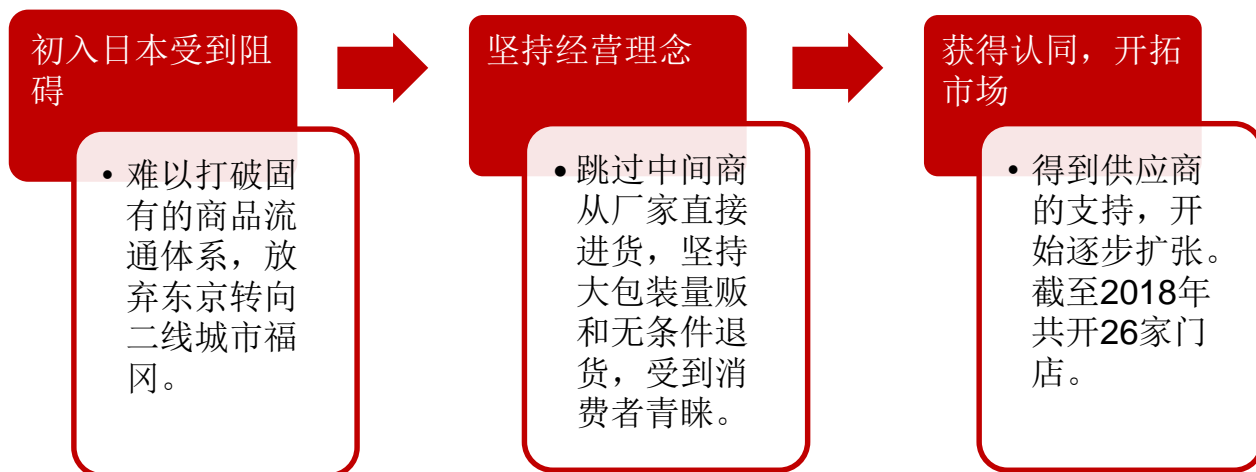 初入日本受到阻
碍
• 难以打破固
有的商品流
通体系，放
弃东京转向
二线城市福
冈。
坚持经营理念
• 跳过中间商
从厂家直接
进货，坚持
大包装量贩
和无条件退
货，受到消
费者青睐。
获得认同，开拓
市场
• 得到供应商
的支持，开
始逐步扩张。
截至2018年
共开26家门
店。